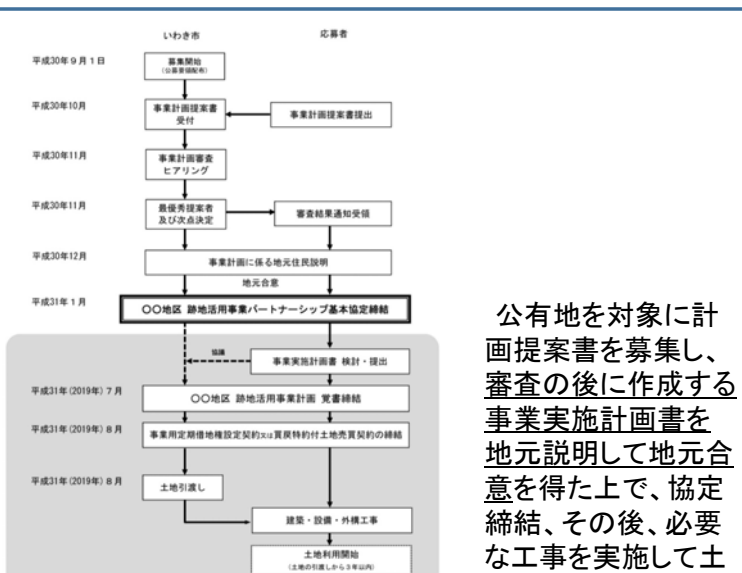 いわき市
応募者
平成30年9月1日
募集開始
(公募要領配布)
平成30年10月
事業計画提案書
受付
事業計画提案書提出
平成30年11月
事業計画審査
ヒアリング
平成30年11月
最優秀提案者
及び次点決定
審査結果通知受領
平成30年12月
事業計画に係る地元住民説明
地元合意
平成31年1月
〇〇地区 跡地活用事業パートナーシップ基本協定締結
協議
事業実施計画書 検討・提出
平成31年(2019年)7月
〇〇地区 跡地活用事業計画 覚書締結
平成31年(2019年)8月
事業用定期借地権設定契約又は買戻特約付土地売買契約の締結
平成31年(2019年)8月
土地引渡し
建築・設備・外構工事
土地利用開始
(土地の引渡しから3年以内)
公有地を対象に計
画提案書を募集し、
審査の後に作成する
事業実施計画書を
地元説明して地元合
意を得た上で、協定
締結、その後、必要
な工事を実施して土